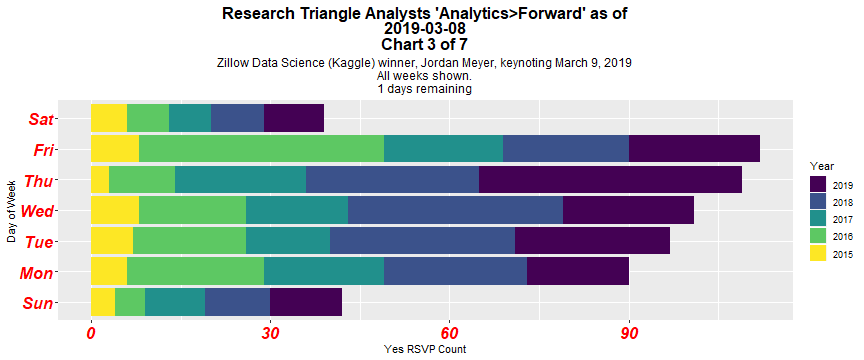 Research Triangle Analysts 'Analytics>Forward' as of
2019-03-08
Chart 3 of 7
Zillow Data Science (Kaggle) winner, Jordan Meyer, keynoting March 9, 2019
All weeks shown.
1 days remaining
Day of Week
Sat
Fri
Thu
Wed
Tue
Mon
Sun
0
30
60
90
Yes RSVP Count
Year
2019
2018
2017
2016
2015